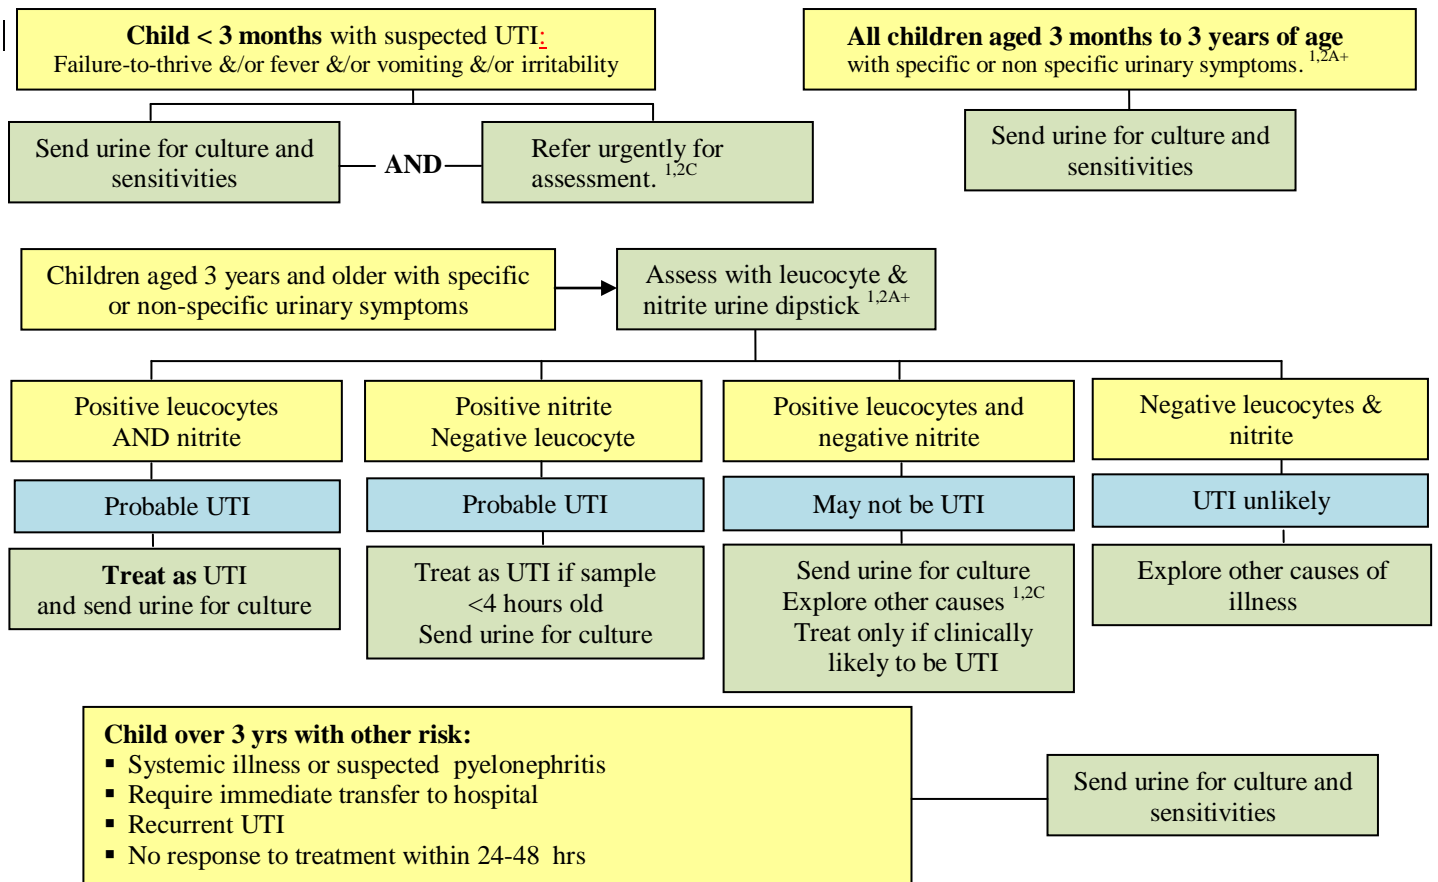 Child < 3 months with suspected UTI:
Failure-to-thrive &/or fever &/or vomiting &/or irritability
All children aged 3 months to 3 years of age
with specific or non specific urinary symptoms. 1,2A+
Send urine for culture and
sensitivities
AND
Refer urgently for
assessment. 1,2C
Send urine for culture and
sensitivities
Children aged 3 years and older with specific
or non-specific urinary symptoms
Assess with leucocyte &
nitrite urine dipstick 1,2A+
Positive leucocytes
AND nitrite
Positive nitrite
Negative leucocyte
Positive leucocytes and
negative nitrite
Negative leucocytes &
nitrite
Probable UTI
Probable UTI
May not be UTI
UTI unlikely
Treat as UTI
and send urine for culture
Treat as UTI if sample
<4 hours old
Send urine for culture
Send urine for culture
Explore other causes 1,2C
Treat only if clinically
likely to be UTI
Explore other causes of
illness
Child over 3 yrs with other risk:
▪ Systemic illness or suspected pyelonephritis
▪ Require immediate transfer to hospital
▪ Recurrent UTI
▪ No response to treatment within 24-48 hrs
Send urine for culture and
sensitivities